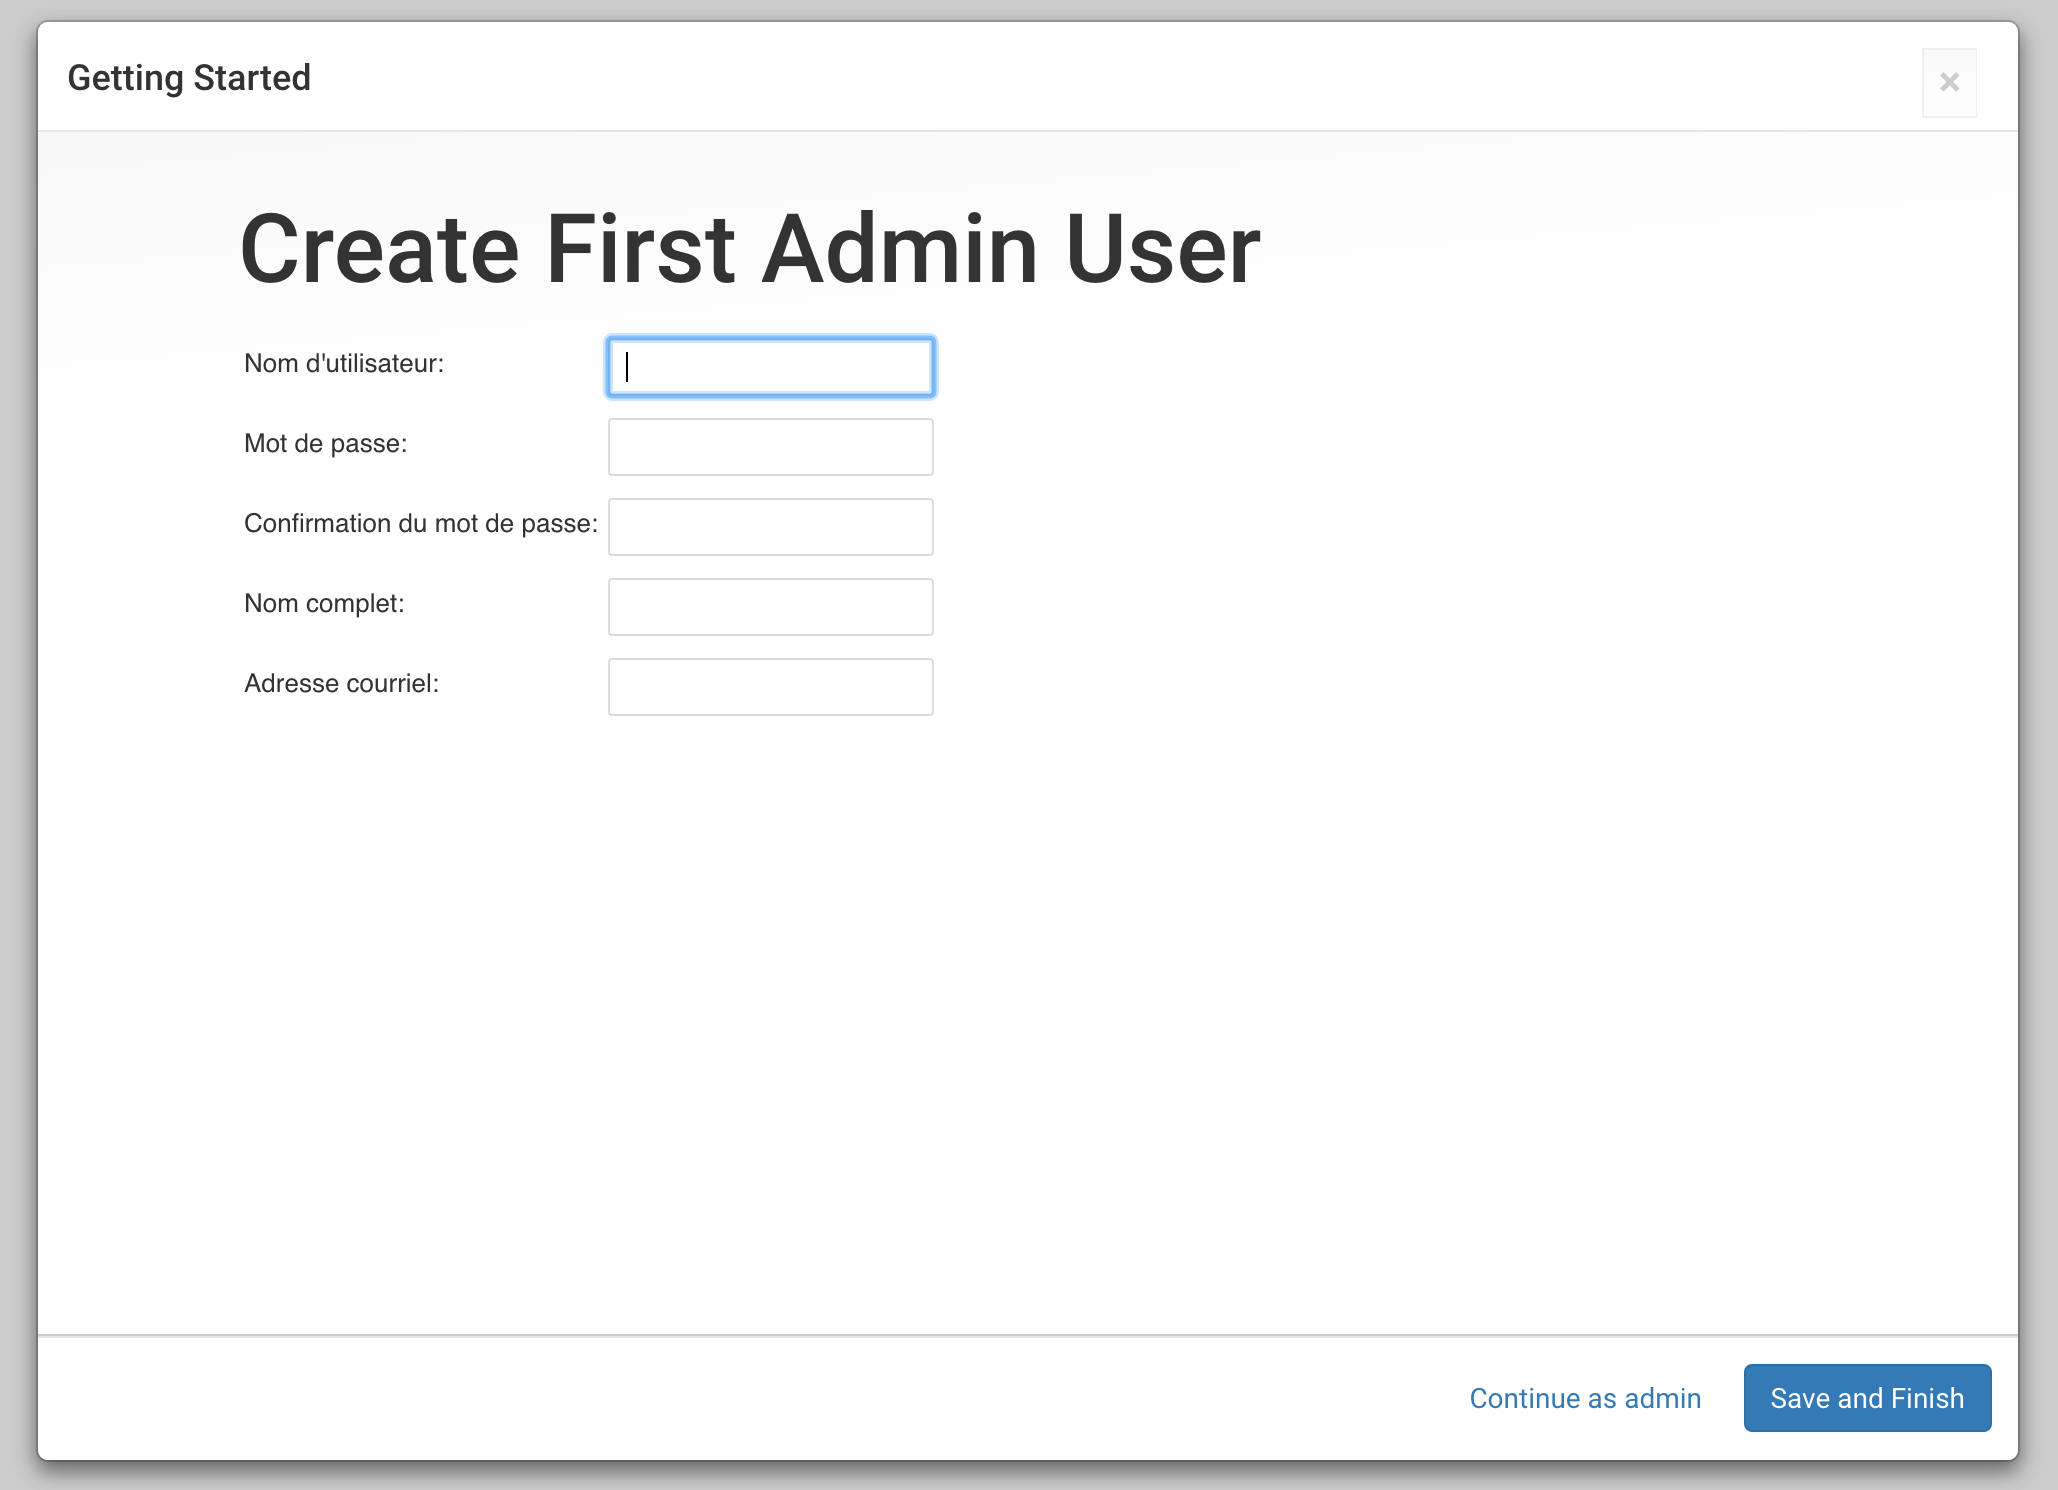 Getting Started
×
Create First Admin User
Nom d'utilisateur:
Mot de passe:
Confirmation du mot de passe:
Nom complet:
Adresse courriel:
Continue as admin
Save and Finish